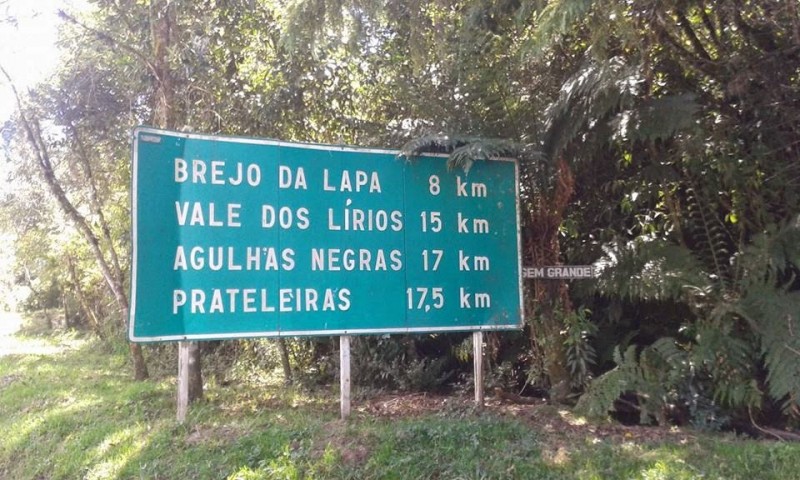 BREJO DA LAPA 8 km
VALE DOS LÍRIOS 15 km
AGULHAS NEGRAS 17 km
PRATELEIRAS 17,5 km
GRANDE